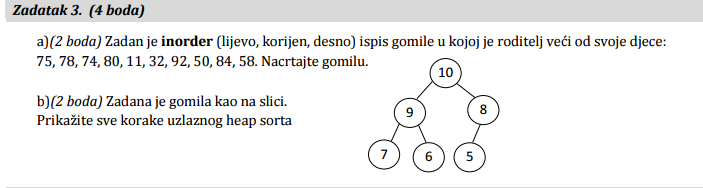 Zadatak 3. (4 boda)
a)(2 boda) Zadan je inorder (lijevo, korijen, desno) ispis gomile u kojoj je roditelj veći od svoje djece:
75, 78, 74, 80, 11, 32, 92, 50, 84, 58. Nacrtajte gomilu.
10
b)(2 boda) Zadana je gomila kao na slici.
9
8
Prikažite sve korake uzlaznog heap sorta
7
6
5